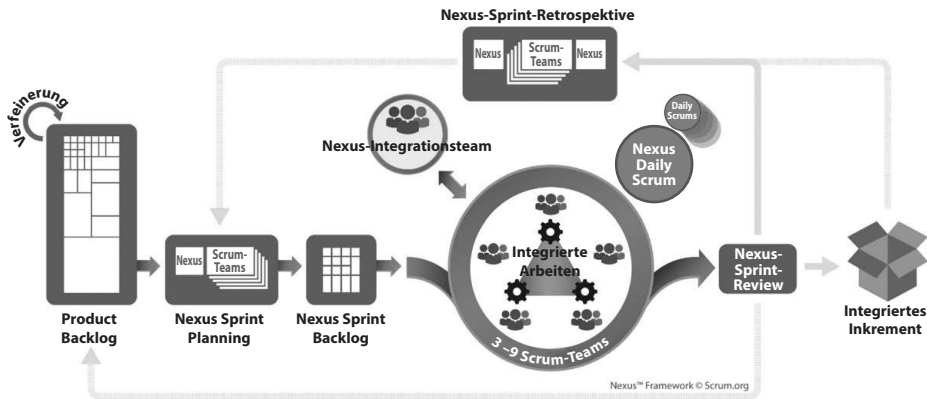 Nexus-Sprint-Retrospektive
Nexus
Scrum-
Teams
Nexus
Verfeinerung
Nexus-Integrationsteam
Daily
Scrums
Nexus
Daily
Scrum
Nexus
Scrum-
Teams
Integrierte
Arbeiten
Nexus-
Sprint-
Review
Product
Backlog
Nexus Sprint
Planning
Nexus Sprint
Backlog
3–9 Scrum-Teams
Integriertes
Inkrement
Nexus™ Framework © Scrum.org